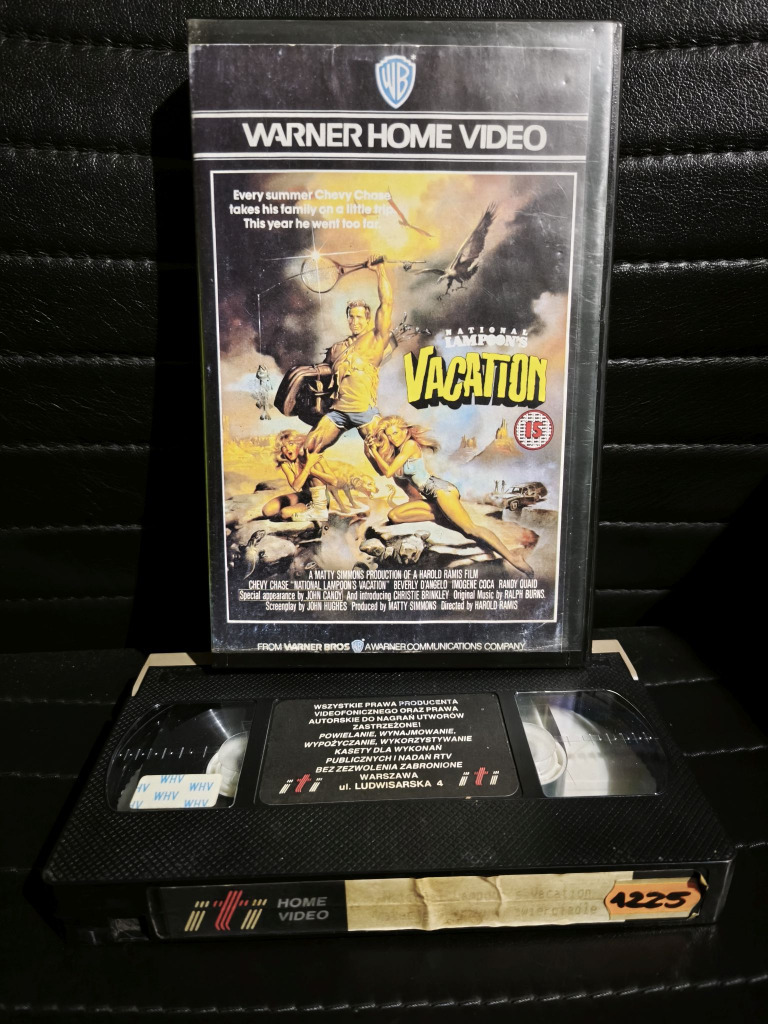 WB
WARNER HOME VIDEO
Every summer Chevy Chase
takes his family on a little trip.
This year he went too far.
NATIONAL
LAMPOON'S
VACATION
15
A MATTY SIMMONS PRODUCTION OF A HAROLD RAMIS FILM
CHEVY CHASE "NATIONAL LAMPOON'S VACATION" BEVERLY D'ANGELO IMOGENE COCA RANDY QUAID
Special appearance by JOHN CANDY And introducing CHRISTIE BRINKLEY Original Music by RALPH BURNS
Screenplay by JOHN HUGHES Produced by MATTY SIMMONS Directed by HAROLD RAMIS
FROM WARNER BROS WB A WARNER COMMUNICATIONS COMPANY
WSZYSTKIE PRAWA PRODUCENTA
VIDEOFONICZNEGO ORAZ PRAWA
AUTORSKIE DO NAGRAŃ UTWORÓW
ZASTRZEŻONE!
POWIELANIE, WYNAJMOWANIE,
WYPOŻYCZANIE, WYKORZYSTYWANIE
KASETY DLA WYKONAŃ
PUBLICZNYCH I NADAŃ RTV
BEZ ZEZWOLENIA ZABRONIONE
WARSZAWA
iti ul. LUDWISARSKA 4 iti
WHV
WHV WHV
WHV
iti HOME
VIDEO
Vacation
1225